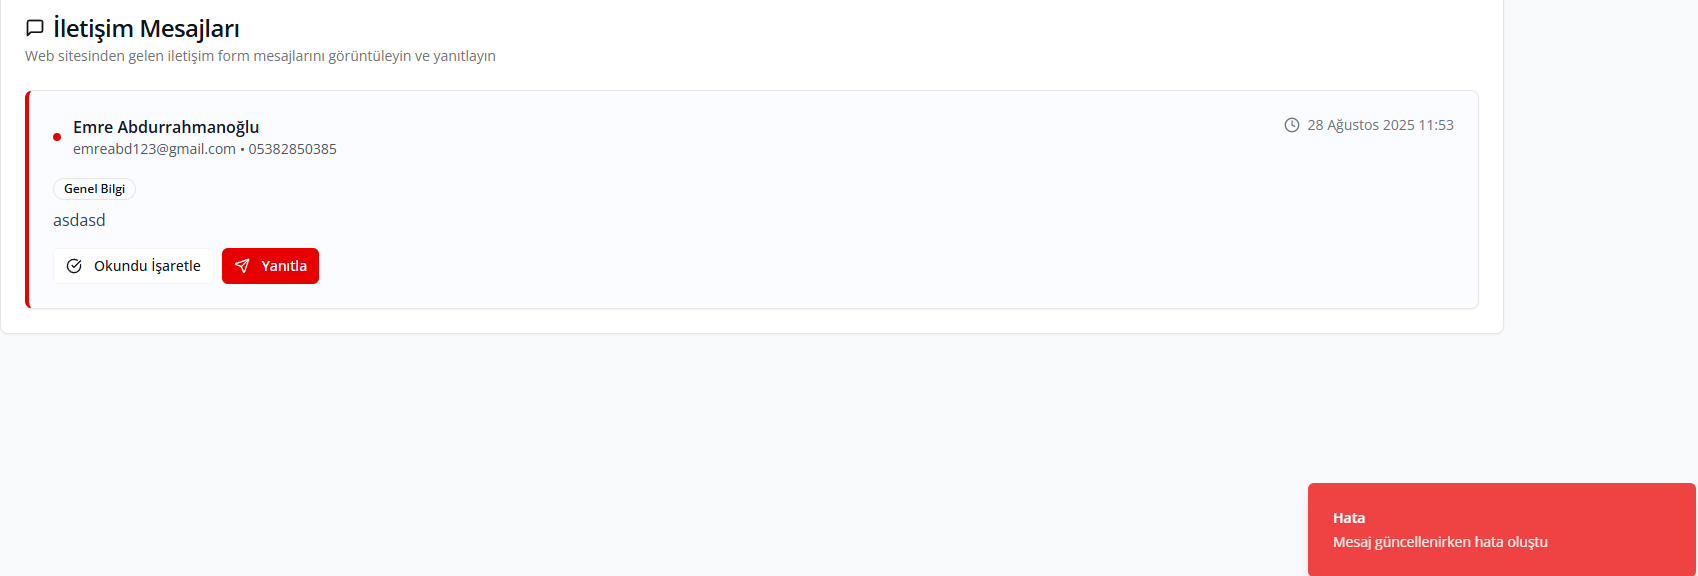 İletişim Mesajları
Web sitesinden gelen iletişim form mesajlarını görüntüleyin ve yanıtlayın
Emre Abdurrahmanoğlu
28 Ağustos 2025 11:53
emreabd123@gmail.com • 05382850385
Genel Bilgi
asdasd
Okundu İşaretle
Yanıtla
Hata
Mesaj güncellenirken hata oluştu